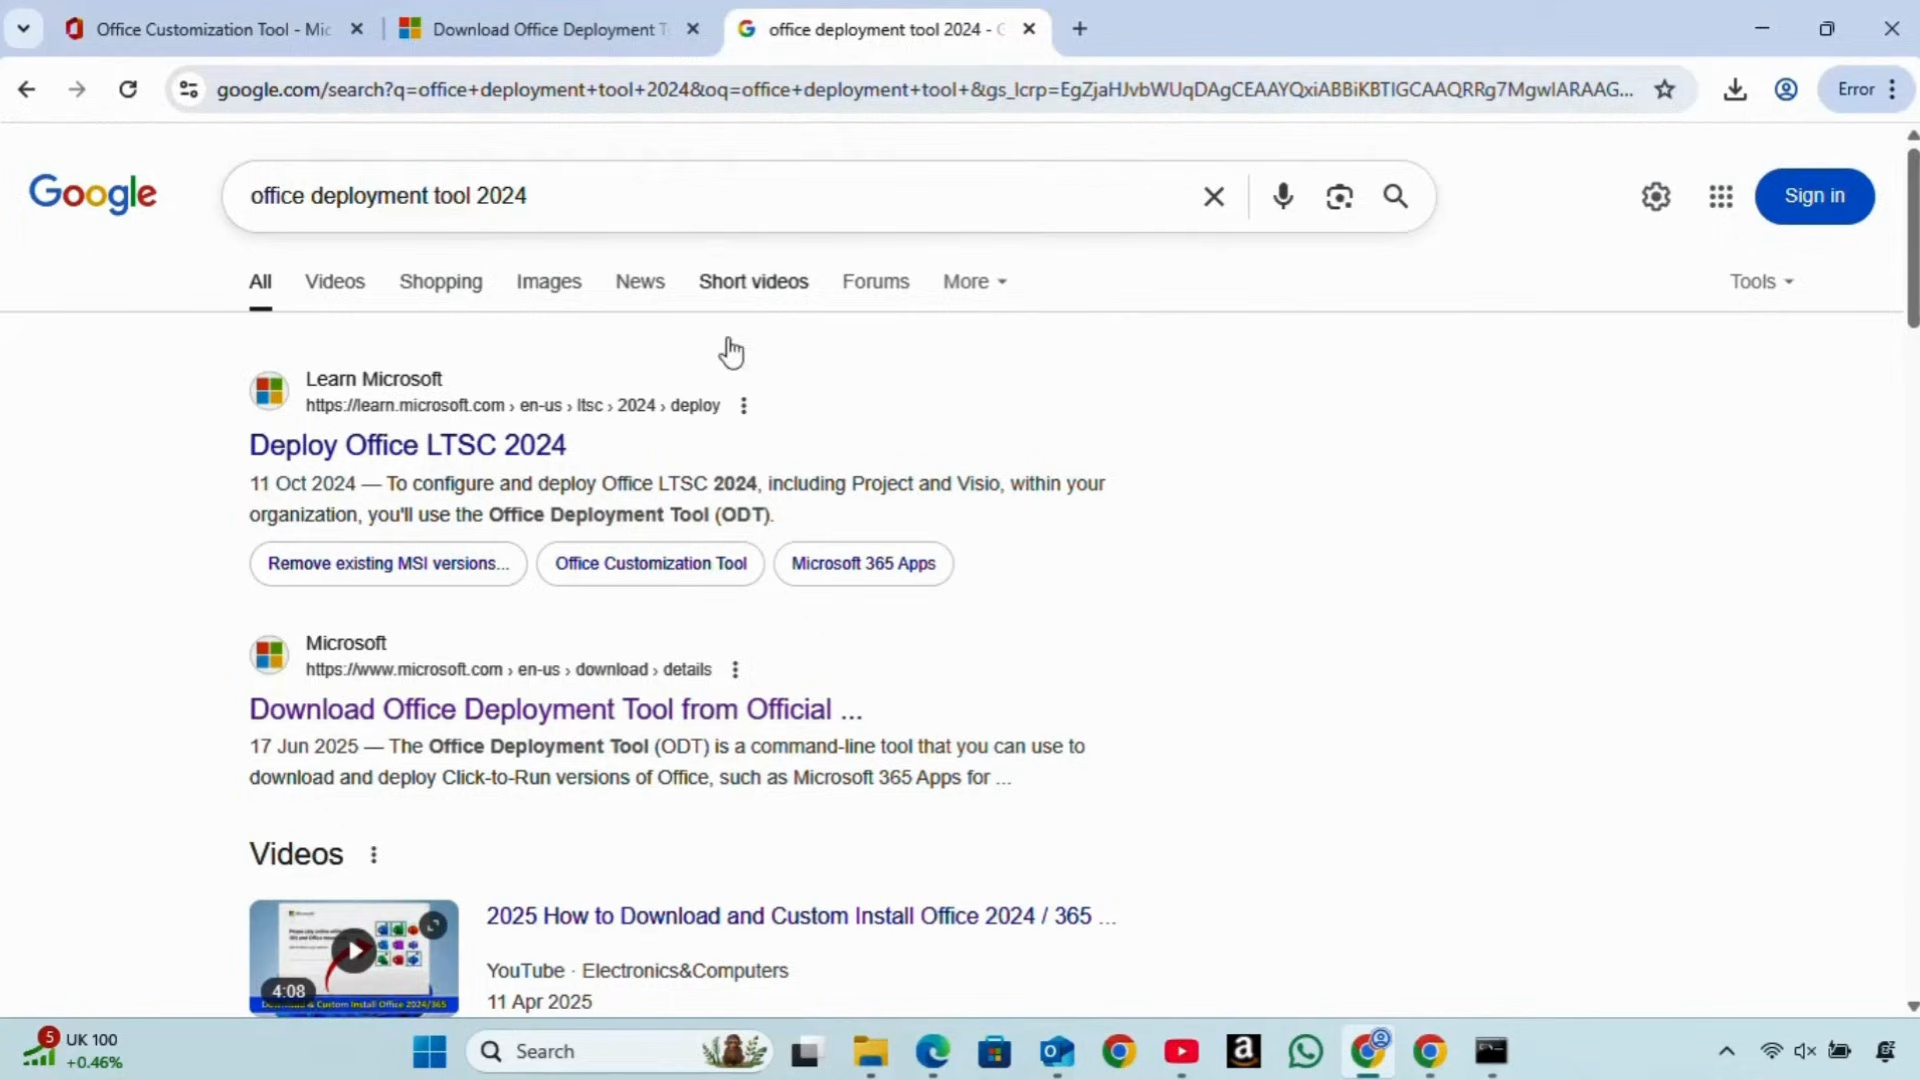 Office Customization Tool - Mic
Download Office Deployment T
office deployment tool 2024 - G
google.com/search?q=office+deployment+tool+2024&oq=office+deployment+tool+&gs_lcrp=EgZjaHJvbWUqDAgCEAAYQxiABBiKBTIGCAAQRRg7MgwIARAAG...
Error
Google
office deployment tool 2024
Sign in
All
Videos
Shopping
Images
News
Short videos
Forums
More
Tools
Learn Microsoft
https://learn.microsoft.com › en-us › ltsc › 2024 › deploy
Deploy Office LTSC 2024
11 Oct 2024 — To configure and deploy Office LTSC 2024, including Project and Visio, within your
organization, you'll use the Office Deployment Tool (ODT).
Remove existing MSI versions...
Office Customization Tool
Microsoft 365 Apps
Microsoft
https://www.microsoft.com › en-us › download › details
Download Office Deployment Tool from Official ...
17 Jun 2025 — The Office Deployment Tool (ODT) is a command-line tool that you can use to
download and deploy Click-to-Run versions of Office, such as Microsoft 365 Apps for ...
Videos
4:08
Download & Custom Install Office 2024/365
2025 How to Download and Custom Install Office 2024 / 365 ...
YouTube · Electronics&Computers
11 Apr 2025
5
UK 100
+0.46%
Search